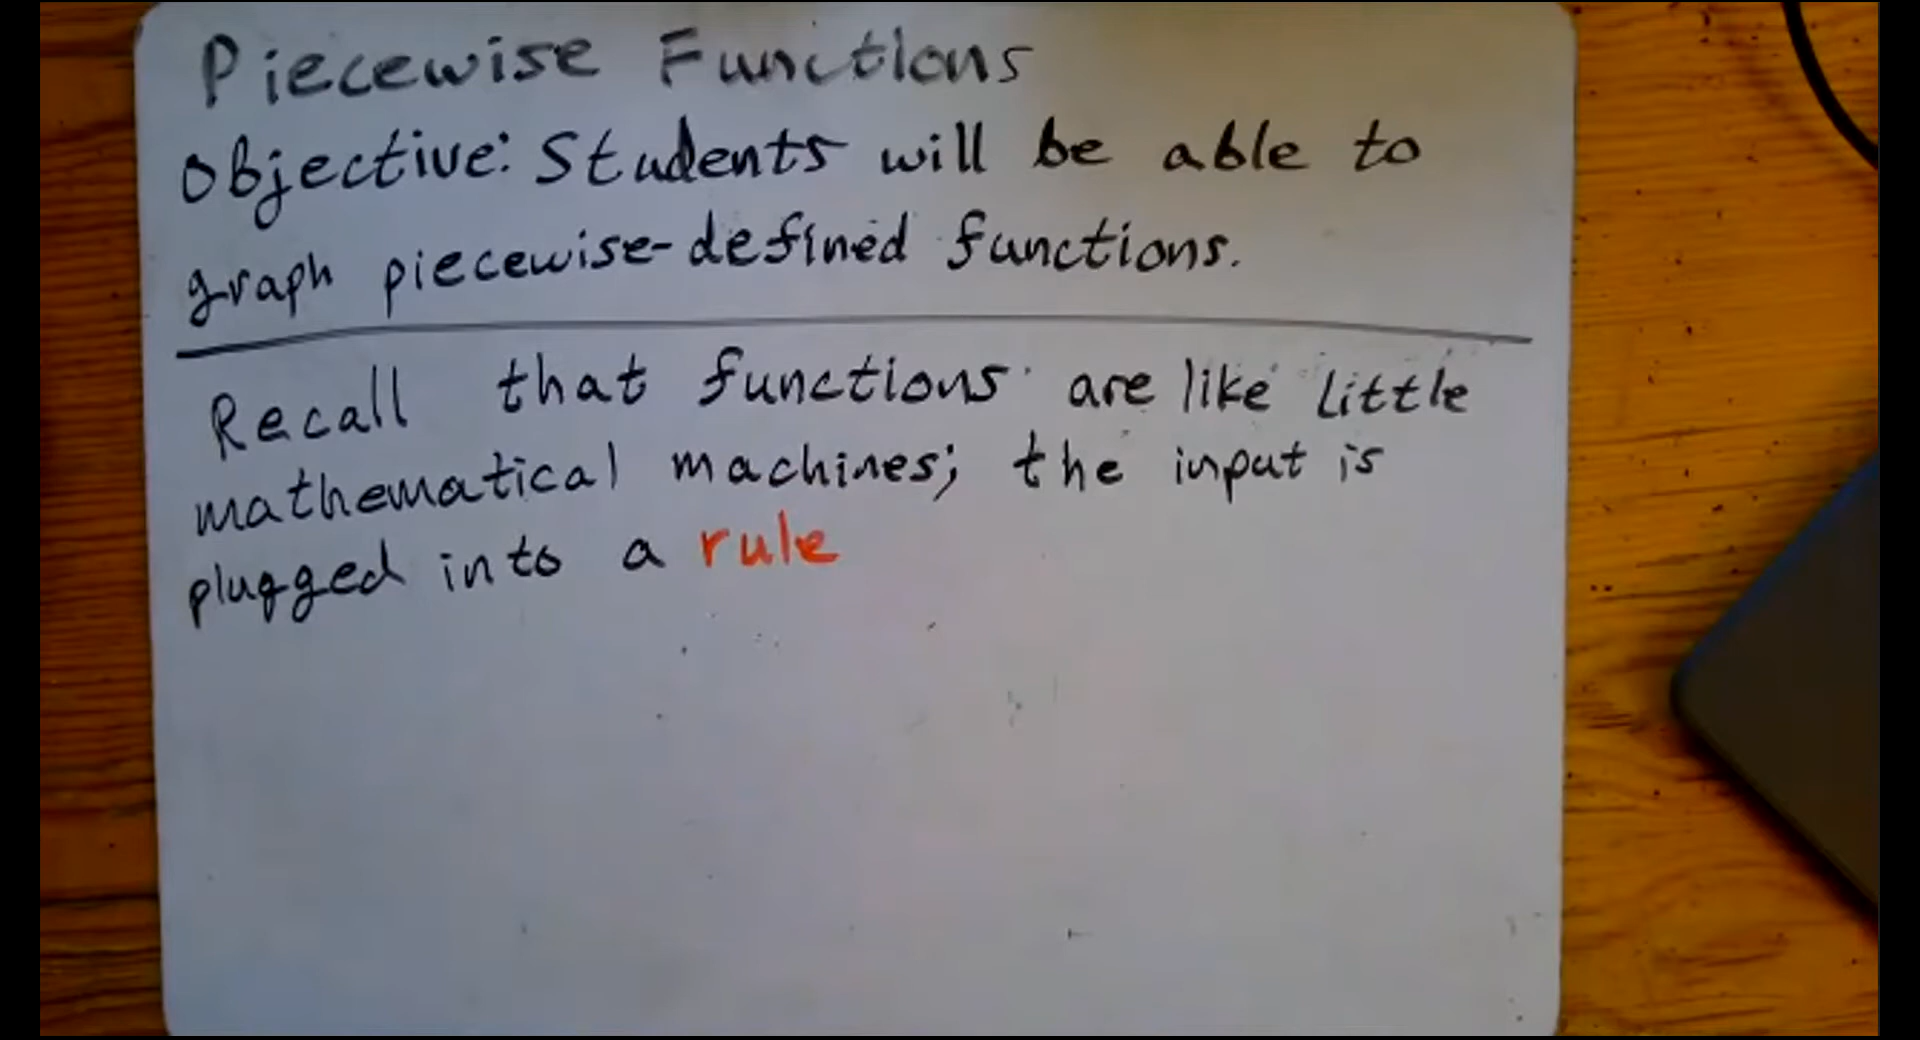 Piecewise Functions
Objective: Students will be able to
graph piecewise-defined functions.
Recall that functions are like little
mathematical machines; the input is
plugged into a rule